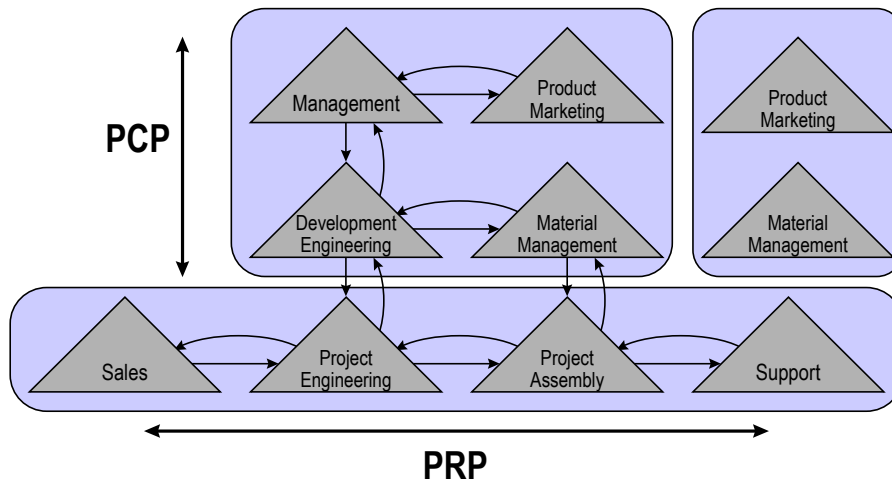 PCP
Management
Product
Marketing
Product
Marketing
Development
Engineering
Material
Management
Material
Management
Sales
Project
Engineering
Project
Assembly
Support
PRP